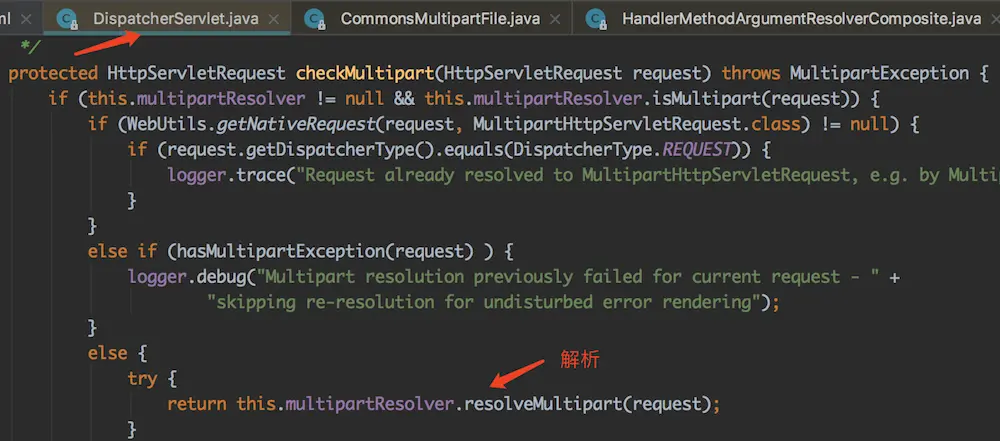 ml DispatcherServlet.java CommonsMultipartFile.java HandlerMethodArgumentResolverComposite.java
*/
protected HttpServletRequest checkMultipart(HttpServletRequest request) throws MultipartException {
if (this.multipartResolver != null && this.multipartResolver.isMultipart(request)) {
if (WebUtils.getNativeRequest(request, MultipartHttpServletRequest.class) != null) {
if (request.getDispatcherType().equals(DispatcherType.REQUEST)) {
logger.trace("Request already resolved to MultipartHttpServletRequest, e.g. by Multi
}
}
else if (hasMultipartException(request) ) {
logger.debug("Multipart resolution previously failed for current request - " +
"skipping re-resolution for undisturbed error rendering");
}
else {
解析
try {
return this.multipartResolver.resolveMultipart(request);
}